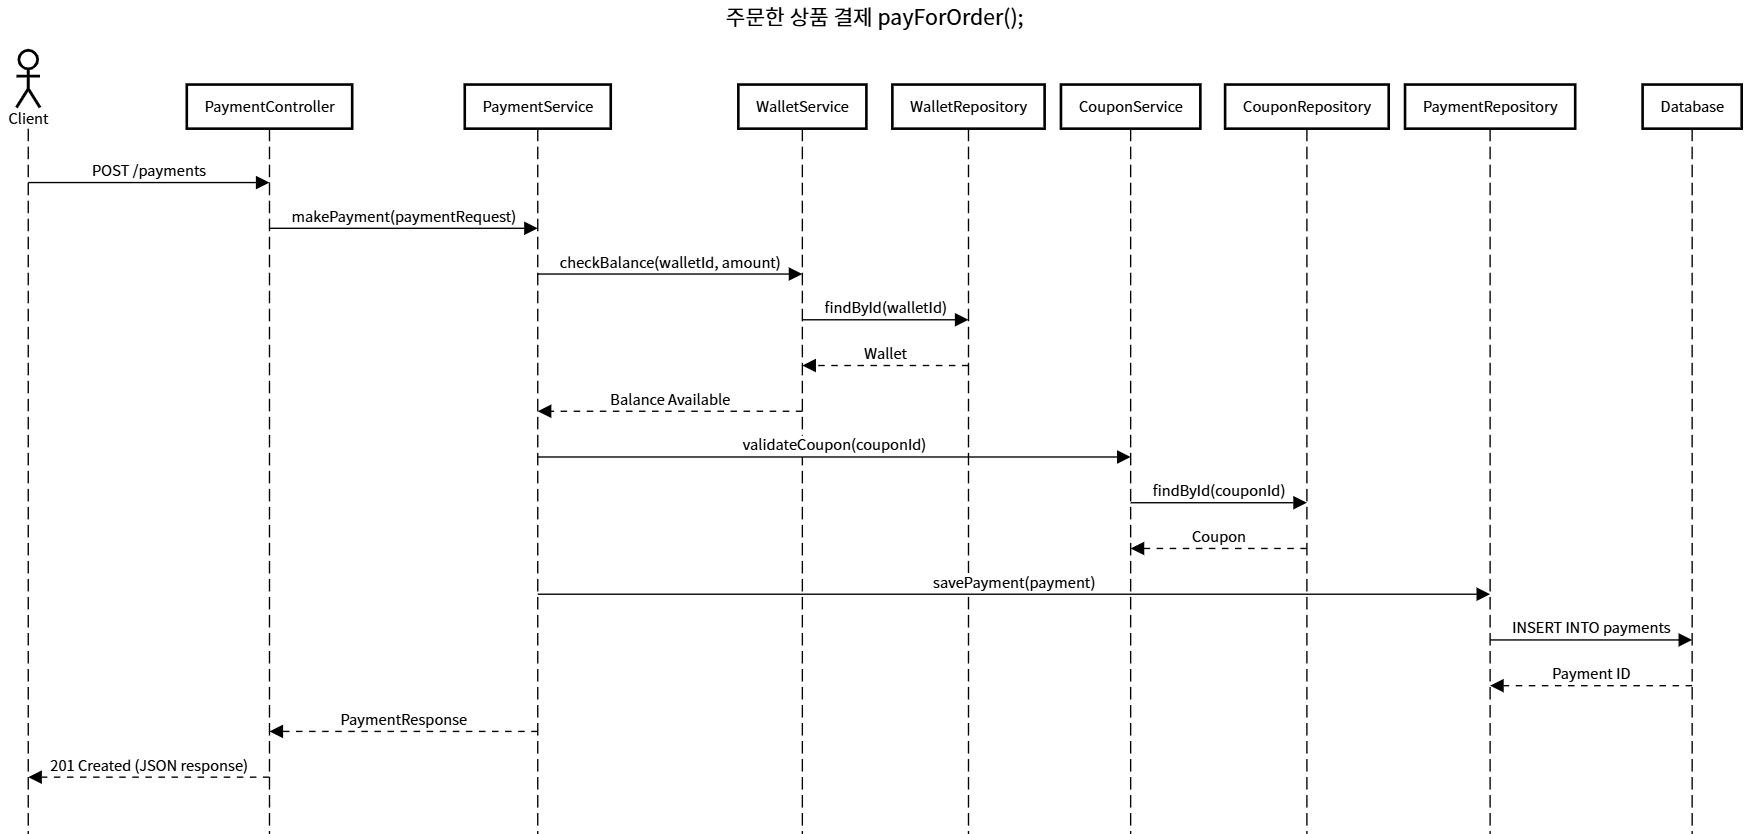 주문한 상품 결제 payForOrder();
Client
PaymentController
PaymentService
WalletService
WalletRepository
CouponService
CouponRepository
PaymentRepository
Database
POST /payments
makePayment(paymentRequest)
checkBalance(walletId, amount)
findById(walletId)
Wallet
Balance Available
validateCoupon(couponId)
findById(couponId)
Coupon
savePayment(payment)
INSERT INTO payments
Payment ID
PaymentResponse
201 Created (JSON response)